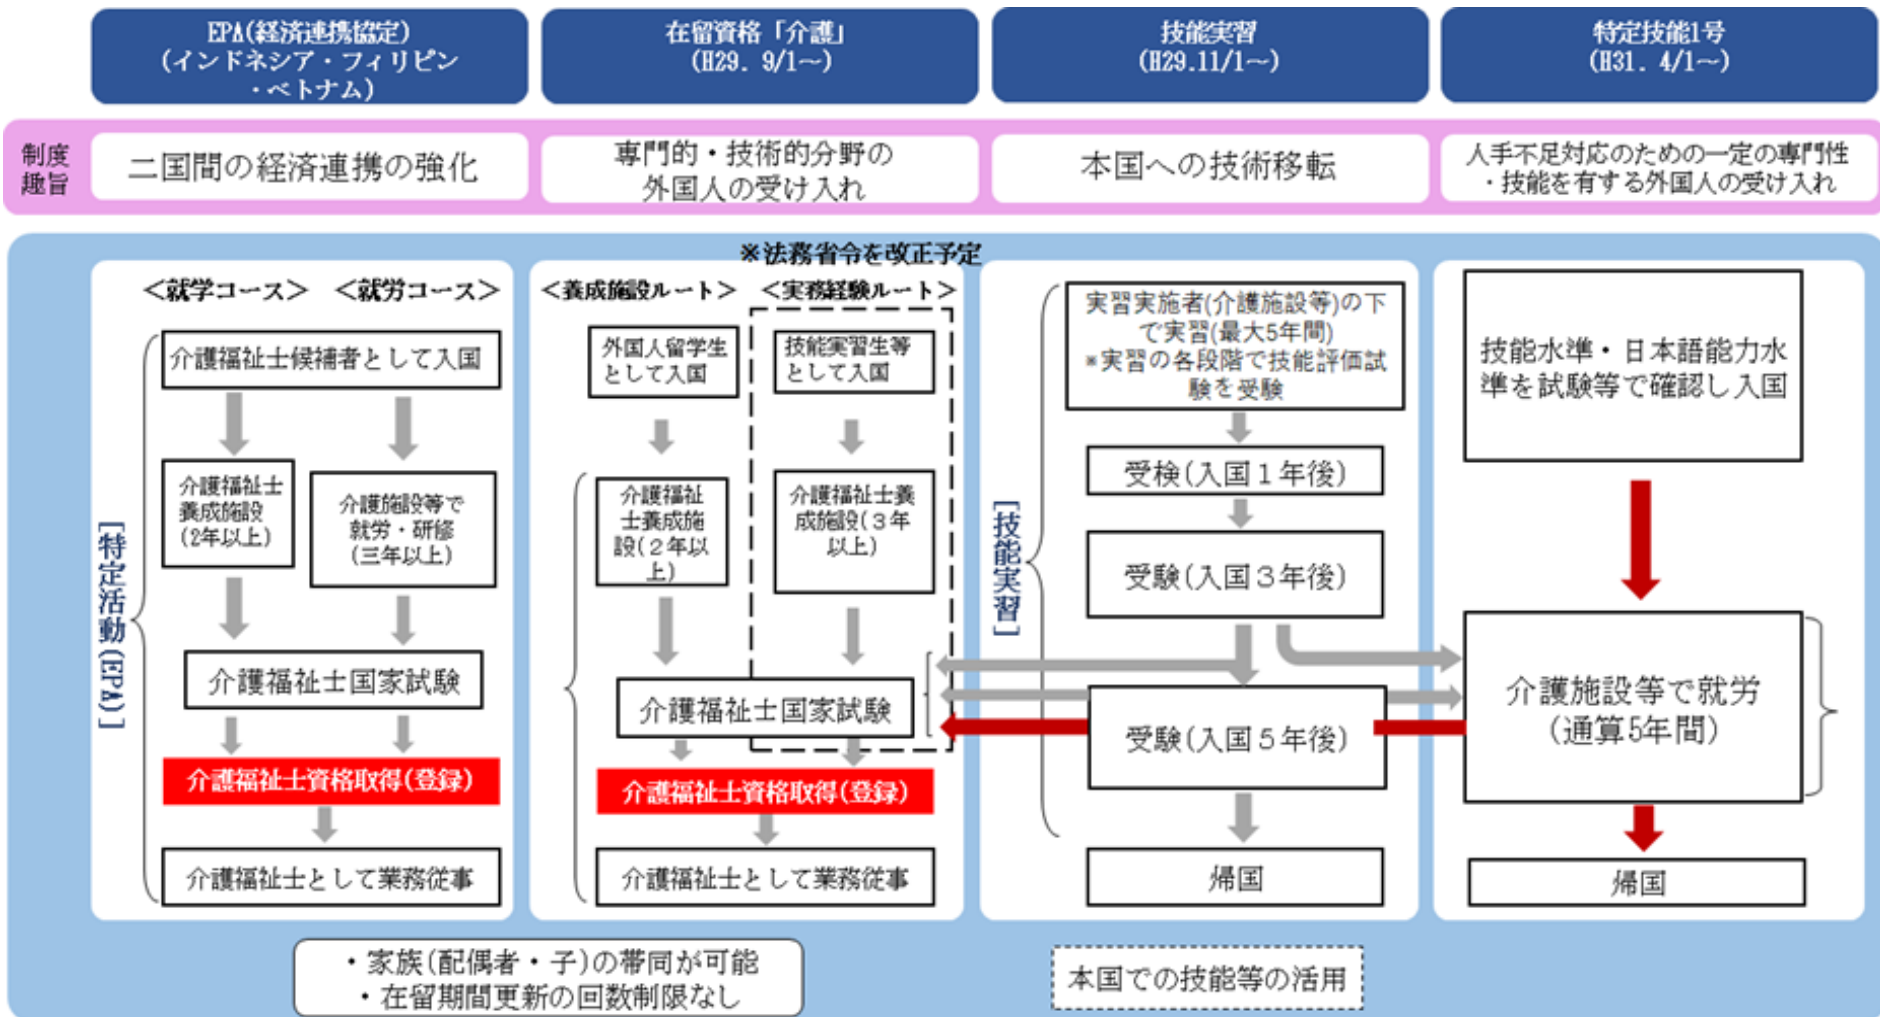 EPA(経済連携協定)
(インドネシア・フィリピン
・ベトナム)
在留資格「介護」
(H29. 9/1〜)
技能実習
(H29.11/1〜)
特定技能1号
(H31. 4/1〜)
制度
趣旨
二国間の経済連携の強化
専門的・技術的分野の
外国人の受け入れ
本国への技術移転
人手不足対応のための一定の専門性
・技能を有する外国人の受け入れ
※法務省令を改正予定
＜就学コース＞
＜就労コース＞
介護福祉士候補者として入国
介護福祉士
養成施設
(2年以上)
介護施設等で
就労・研修
(三年以上)
[特定活動(EPA)]
介護福祉士国家試験
介護福祉士資格取得(登録)
介護福祉士として業務従事
＜養成施設ルート＞
＜実務経験ルート＞
外国人留学生
として入国
技能実習生等
として入国
介護福祉
士養成施
設(２年以
上)
介護福祉士養
成施設(３年
以上)
介護福祉士国家試験
介護福祉士資格取得(登録)
介護福祉士として業務従事
実習実施者(介護施設等)の下
で実習(最大5年間)
※実習の各段階で技能評価試
験を受験
受検(入国１年後)
[技能実習]
受験(入国３年後)
受験(入国５年後)
帰国
技能水準・日本語能力水
準を試験等で確認し入国
介護施設等で就労
(通算5年間)
帰国
・家族(配偶者・子)の帯同が可能
・在留期間更新の回数制限なし
本国での技能等の活用